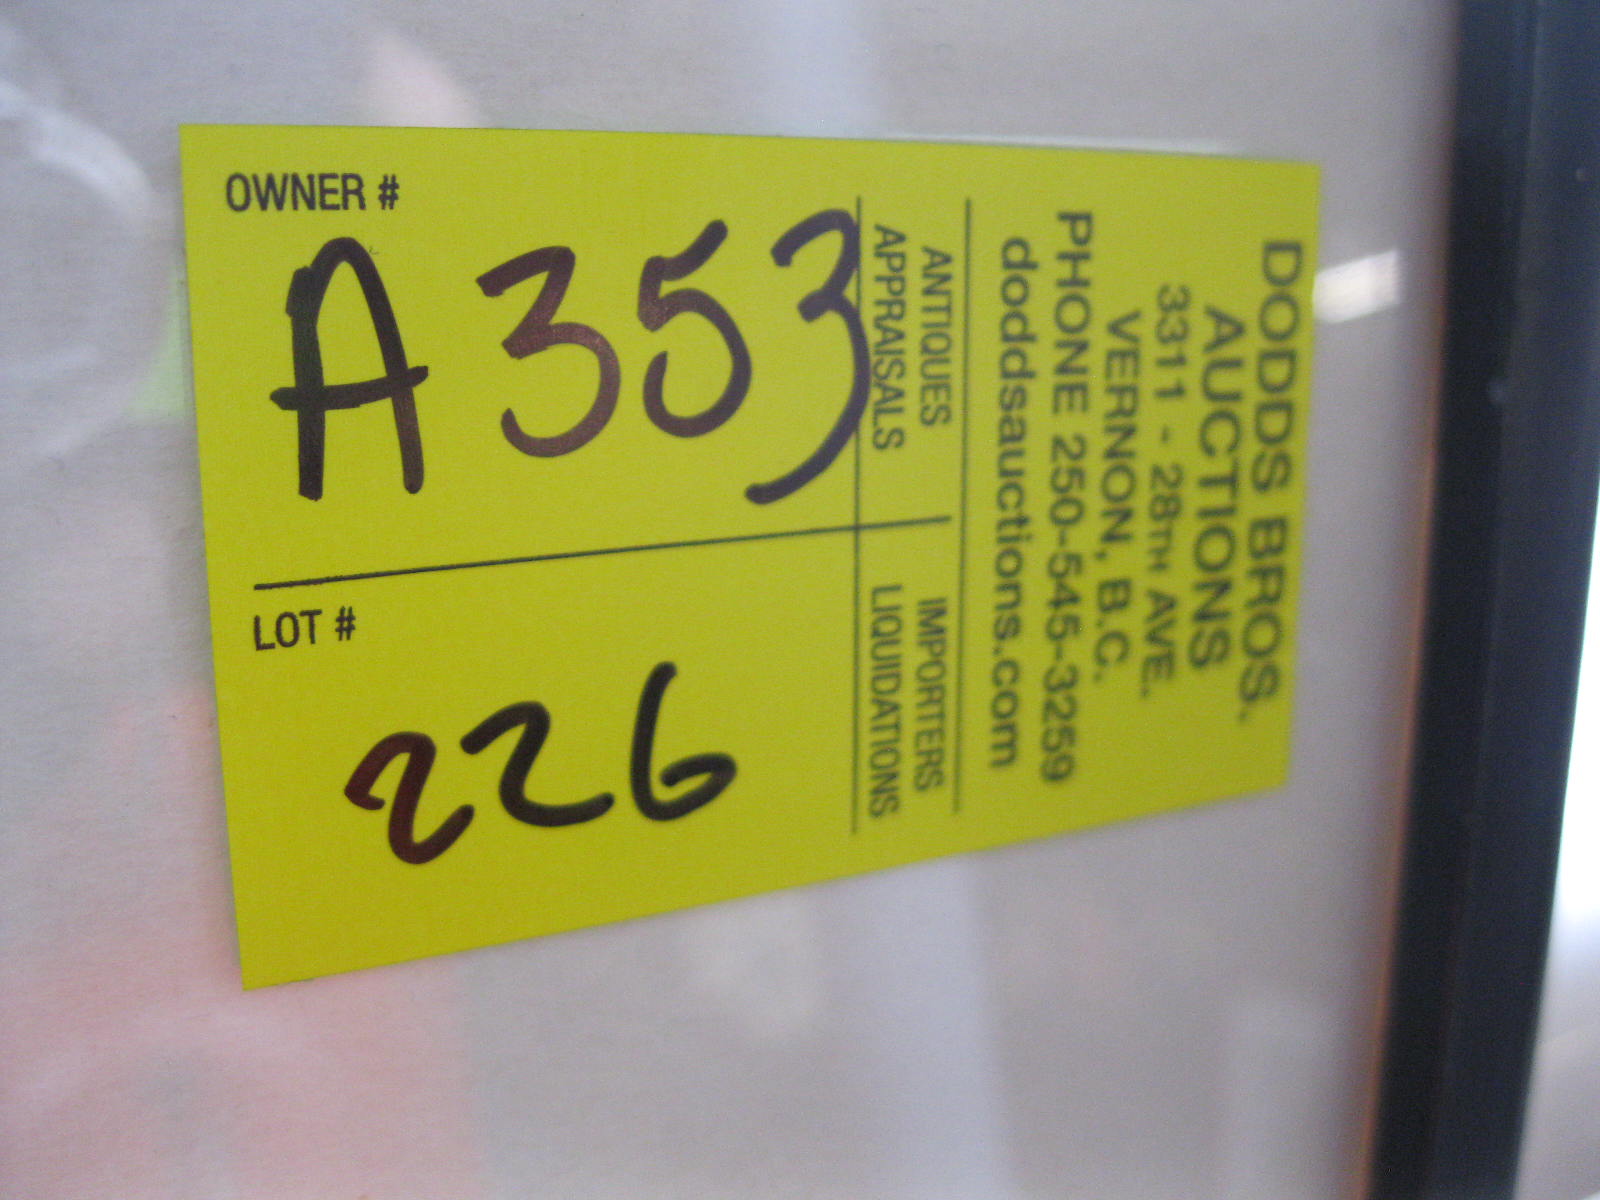 OWNER #
A353
LOT #
226
DODDS BROS.
AUCTIONS
3311 - 28TH AVE.
VERNON, B.C.
PHONE 250-545-3259
doddsauctions.com
ANTIQUES IMPORTERS
APPRAISALS LIQUIDATIONS